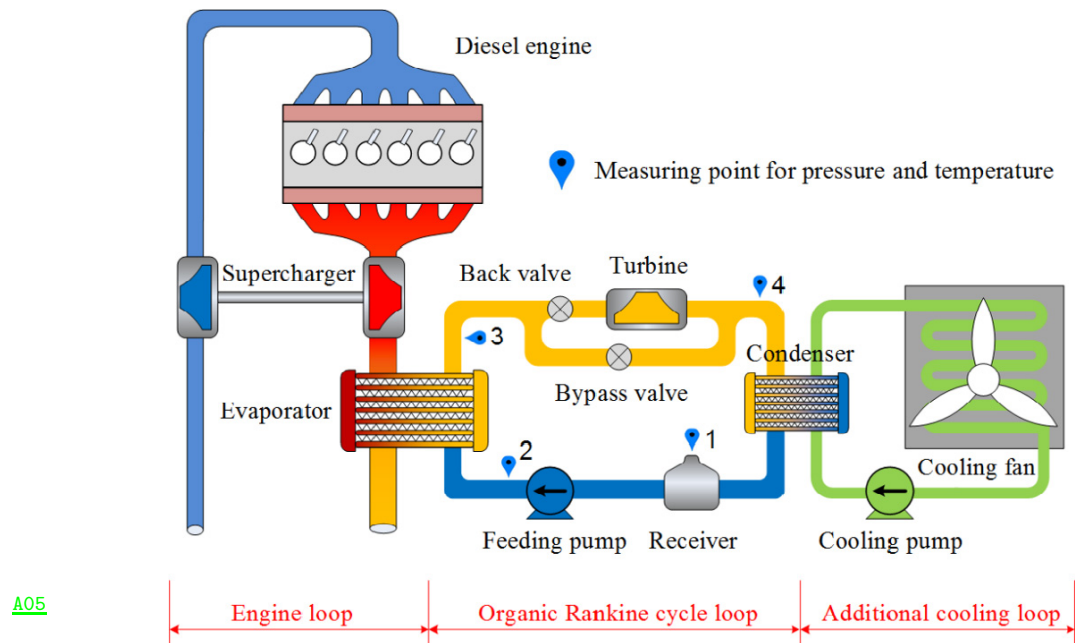 Diesel engine
Measuring point for pressure and temperature
Supercharger
Back valve
Turbine
4
3
Condenser
Bypass valve
Evaporator
2
1
Cooling fan
Feeding pump
Receiver
Cooling pump
A05
Engine loop
Organic Rankine cycle loop
Additional cooling loop